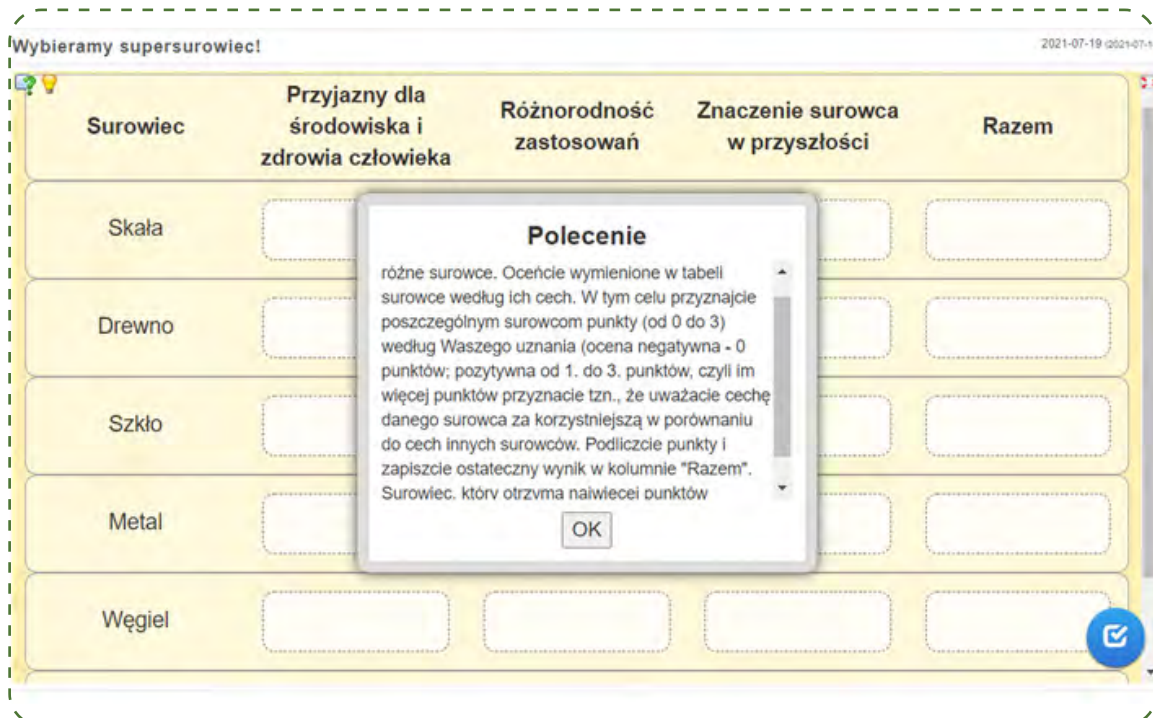 Wybieramy supersurowiec!
2021-07-19
Surowiec
Przyjazny dla
środowiska i
zdrowia człowieka
Różnorodność
zastosowań
Znaczenie surowca
w przyszłości
Razem
Skała
Drewno
Szkło
Metal
Węgiel
Polecenie
różne surowce. Oceńcie wymienione w tabeli
surowce według ich cech. W tym celu przyznajcie
poszczególnym surowcom punkty (od 0 do 3)
według Waszego uznania (ocena negatywna - 0
punktów; pozytywna od 1. do 3. punktów, czyli im
więcej punktów przyznacie tzn., że uważacie cechę
danego surowca za korzystniejszą w porównaniu
do cech innych surowców. Podliczcie punkty i
zapiszcie ostateczny wynik w kolumnie "Razem".
Surowiec, który otrzyma najwięcej punktów
OK